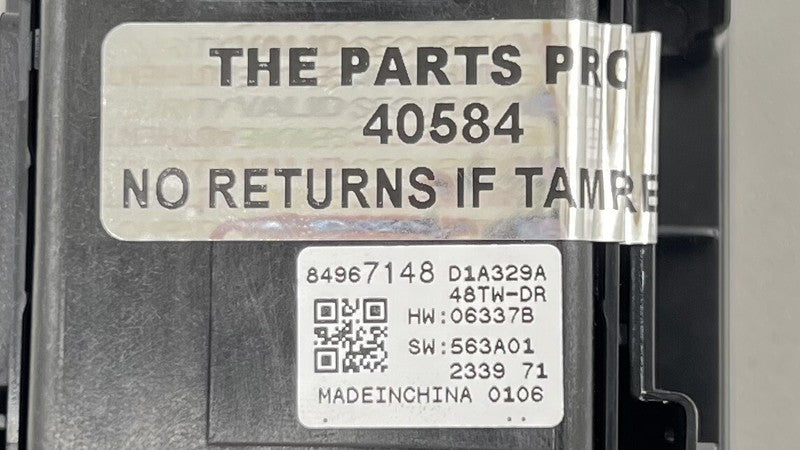 THE PARTS PRO
40584
NO RETURNS IF TAMPE
84967148 D1A329A
48TW-DR
HW:06337B
SW:563A01
2339 71
MADEINCHINA 0106